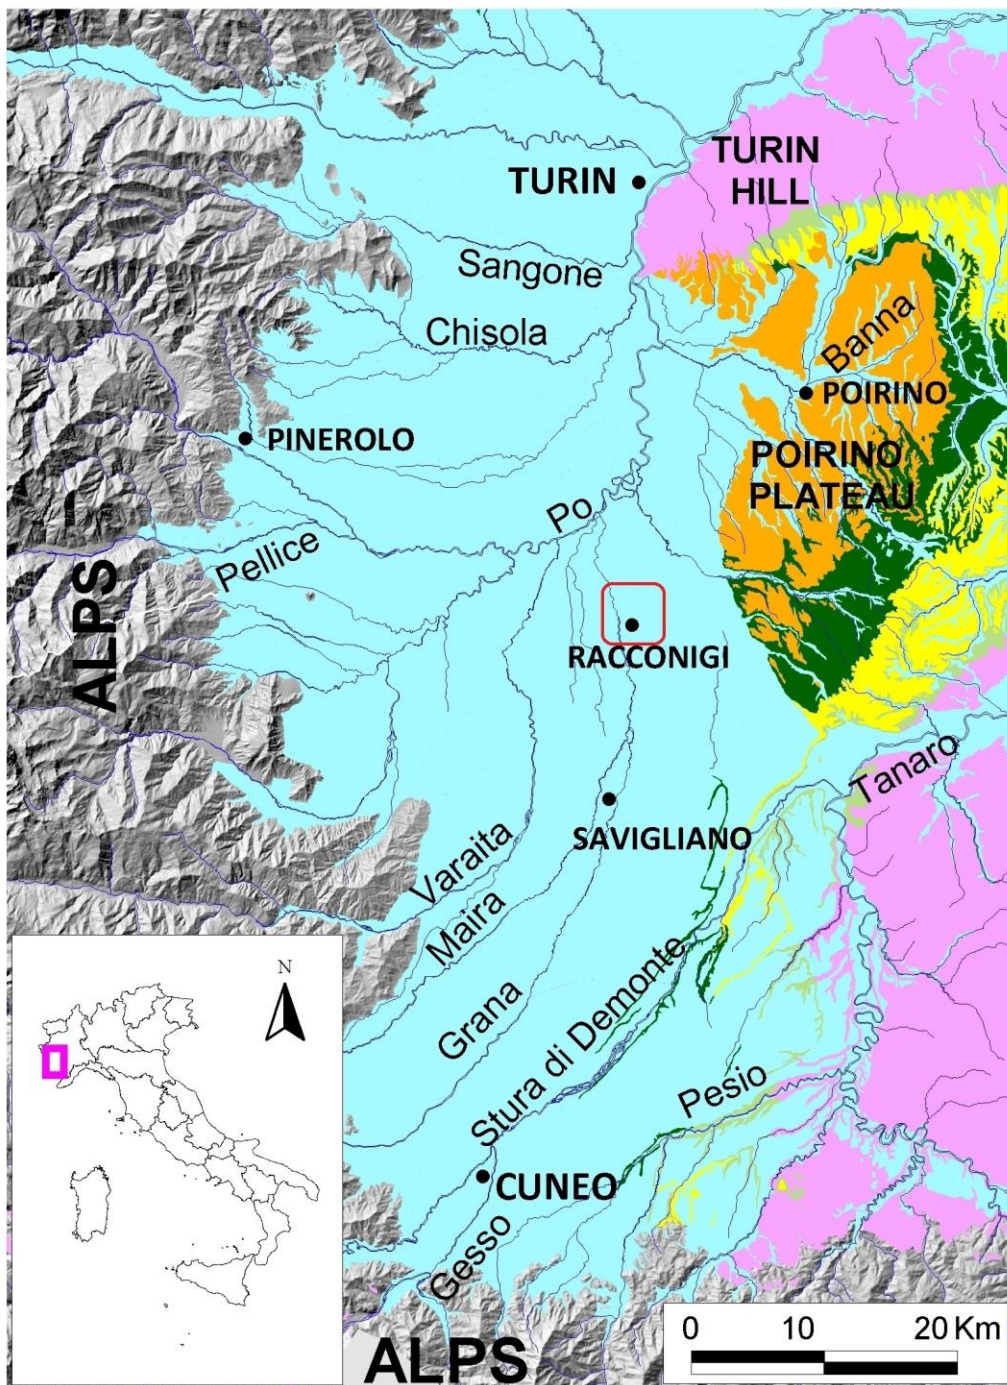 TURIN
TURIN
HILL
Sangone
Chisola
Banna
POIRINO
PINEROLO
POIRINO
PLATEAU
Po
Pellice
ALPS
RACCONIGI
Tanaro
SAVIGLIANO
Varaita
Maira
Grana
Stura di Demonte
Pesio
N
CUNEO
Gesso
ALPS
0 10 20 Km